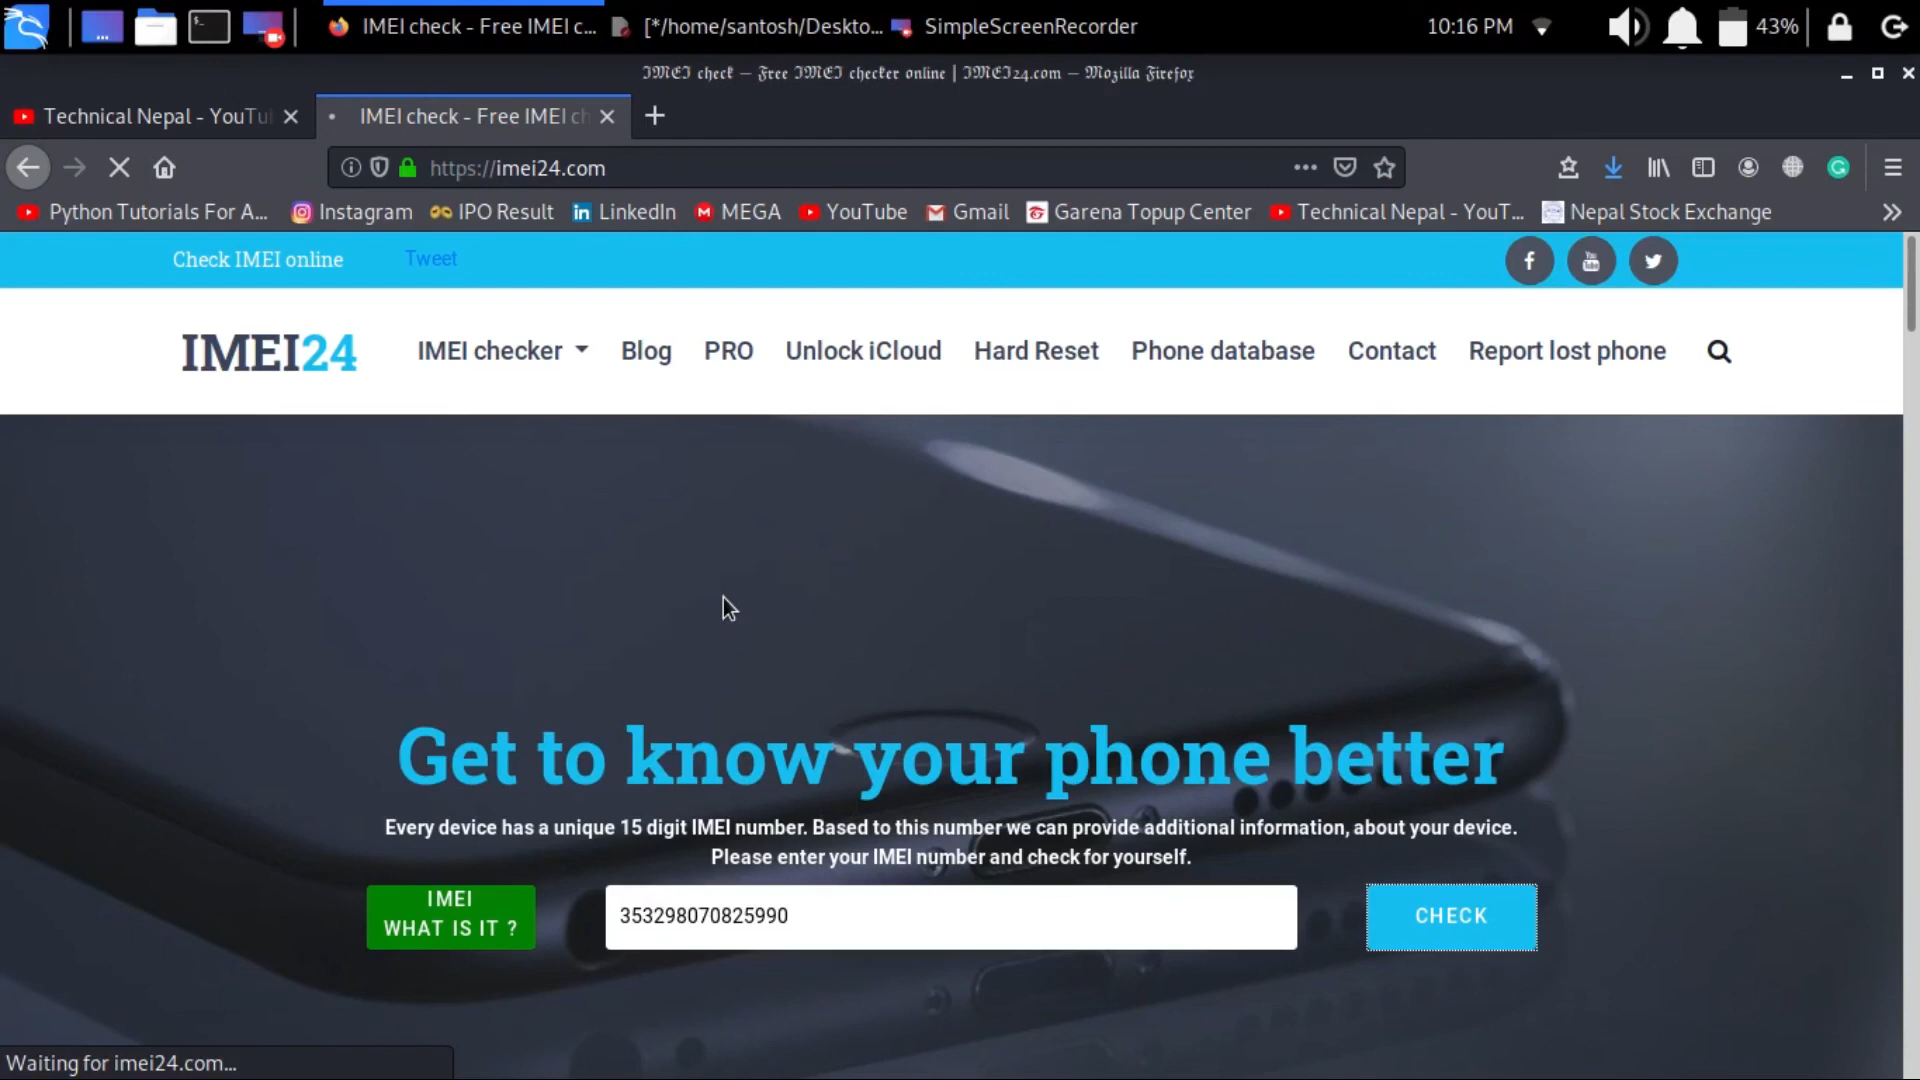 IMEI check - Free IMEI c...
[*/home/santosh/Deskto...
SimpleScreenRecorder
10:16 PM
43%
IMEI check – Free IMEI checker online | IMEI24.com – Mozilla Firefox
Technical Nepal - YouTu
IMEI check - Free IMEI ch
https://imei24.com
Python Tutorials For A...
Instagram
IPO Result
LinkedIn
MEGA
YouTube
Gmail
Garena Topup Center
Technical Nepal - YouT...
Nepal Stock Exchange
Check IMEI online
Tweet
IMEI24
IMEI checker
Blog
PRO
Unlock iCloud
Hard Reset
Phone database
Contact
Report lost phone
Get to know your phone better
Every device has a unique 15 digit IMEI number. Based to this number we can provide additional information, about your device.
Please enter your IMEI number and check for yourself.
IMEI
WHAT IS IT ?
353298070825990
CHECK
Waiting for imei24.com...